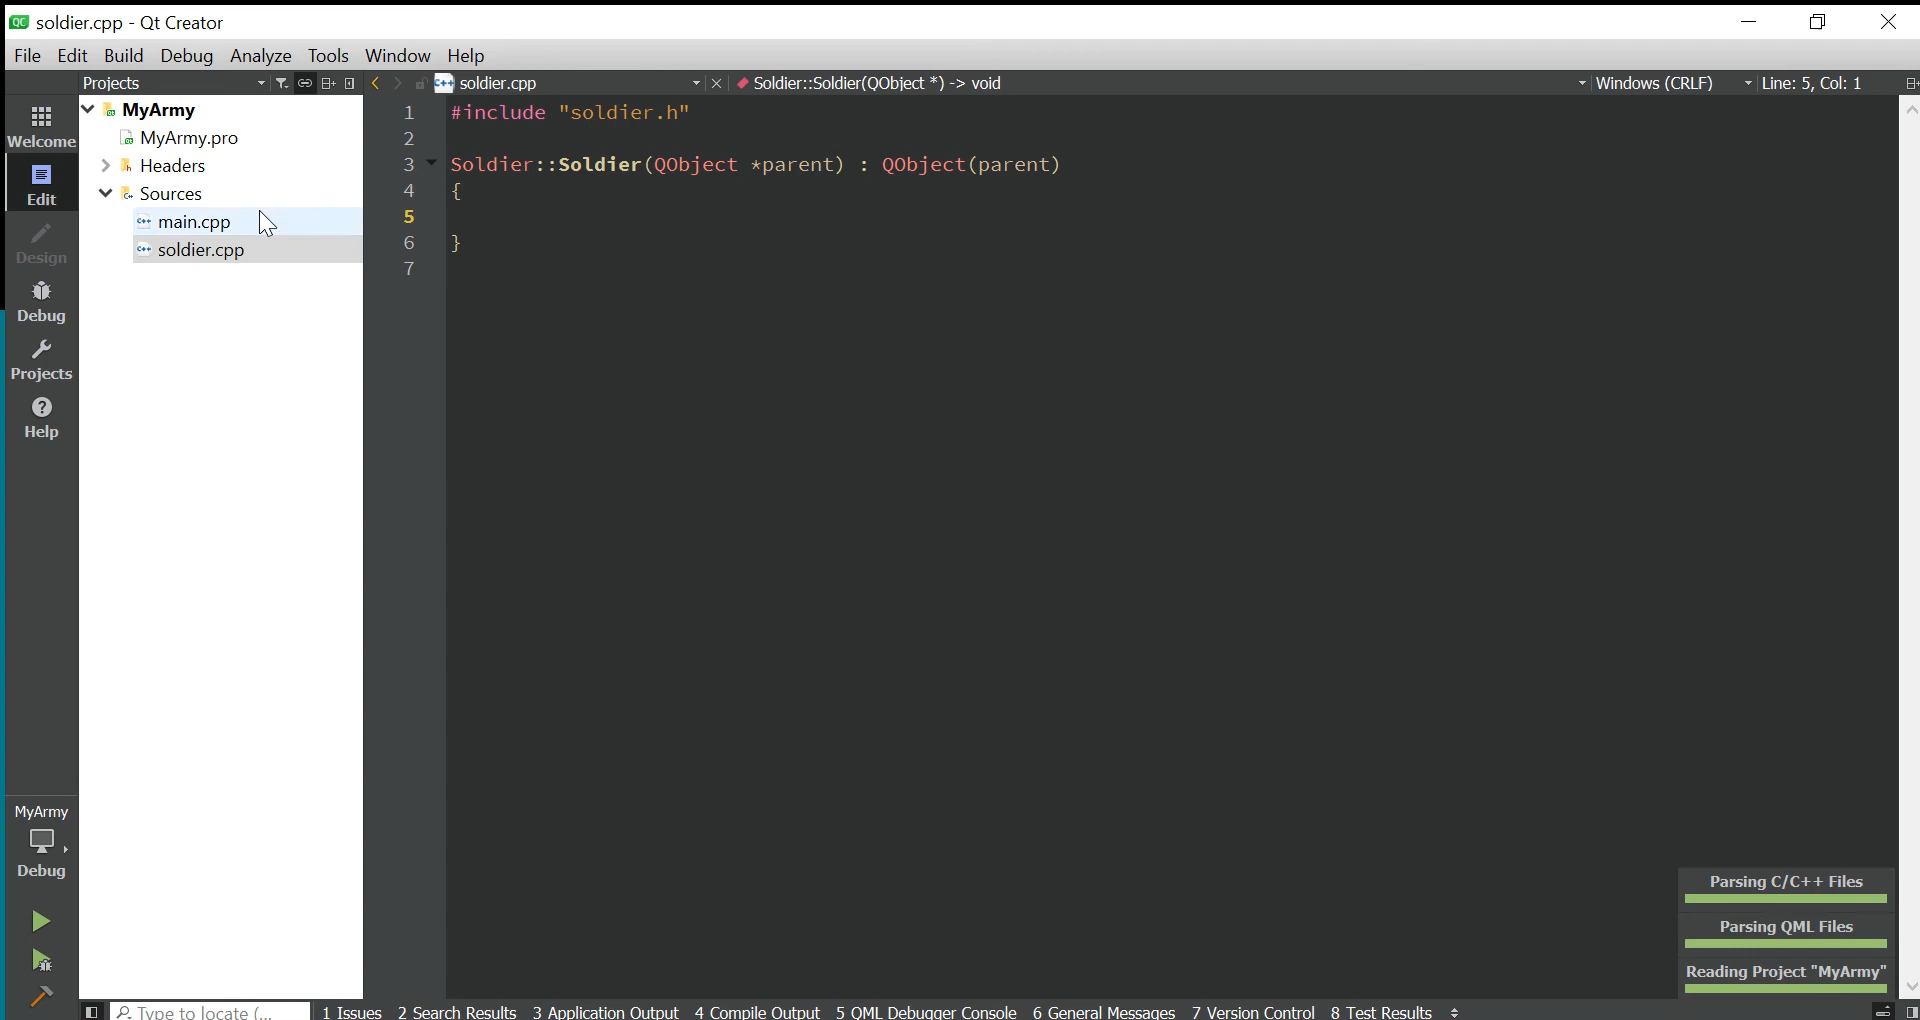 soldier.cpp - Qt Creator
File Edit Build Debug Analyze Tools Window Help
Projects soldier.cpp Soldier::Soldier(QObject *) -> void Windows (CRLF) Line: 5, Col: 1
Welcome
Edit
Design
Debug
Projects
Help
MyArmy
MyArmy.pro
Headers
Sources
main.cpp
soldier.cpp
1 #include "soldier.h"
2
3 Soldier::Soldier(QObject *parent) : QObject(parent)
4 {
5
6 }
7
MyArmy
Debug
Parsing C/C++ Files
Parsing QML Files
Reading Project "MyArmy"
Type to locate (... 1 Issues 2 Search Results 3 Application Output 4 Compile Output 5 QML Debugger Console 6 General Messages 7 Version Control 8 Test Results